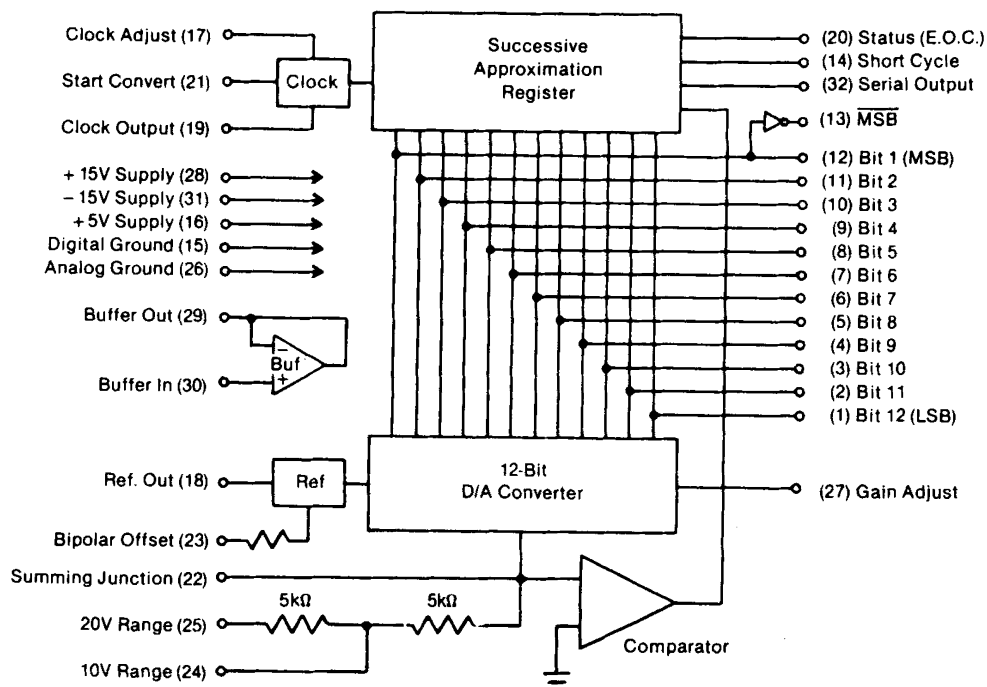 Clock Adjust (17)
Start Convert (21)
Clock Output (19)
Clock
Successive
Approximation
Register
(20) Status (E.O.C.)
(14) Short Cycle
(32) Serial Output
(13) M̅S̅B̅
(12) Bit 1 (MSB)
(11) Bit 2
(10) Bit 3
(9) Bit 4
(8) Bit 5
(7) Bit 6
(6) Bit 7
(5) Bit 8
(4) Bit 9
(3) Bit 10
(2) Bit 11
(1) Bit 12 (LSB)
+ 15V Supply (28)
− 15V Supply (31)
+5V Supply (16)
Digital Ground (15)
Analog Ground (26)
Buffer Out (29)
Buffer In (30)
−
Buf
+
Ref. Out (18)
Ref
12-Bit
D/A Converter
(27) Gain Adjust
Bipolar Offset (23)
Summing Junction (22)
5kΩ
5kΩ
20V Range (25)
10V Range (24)
Comparator